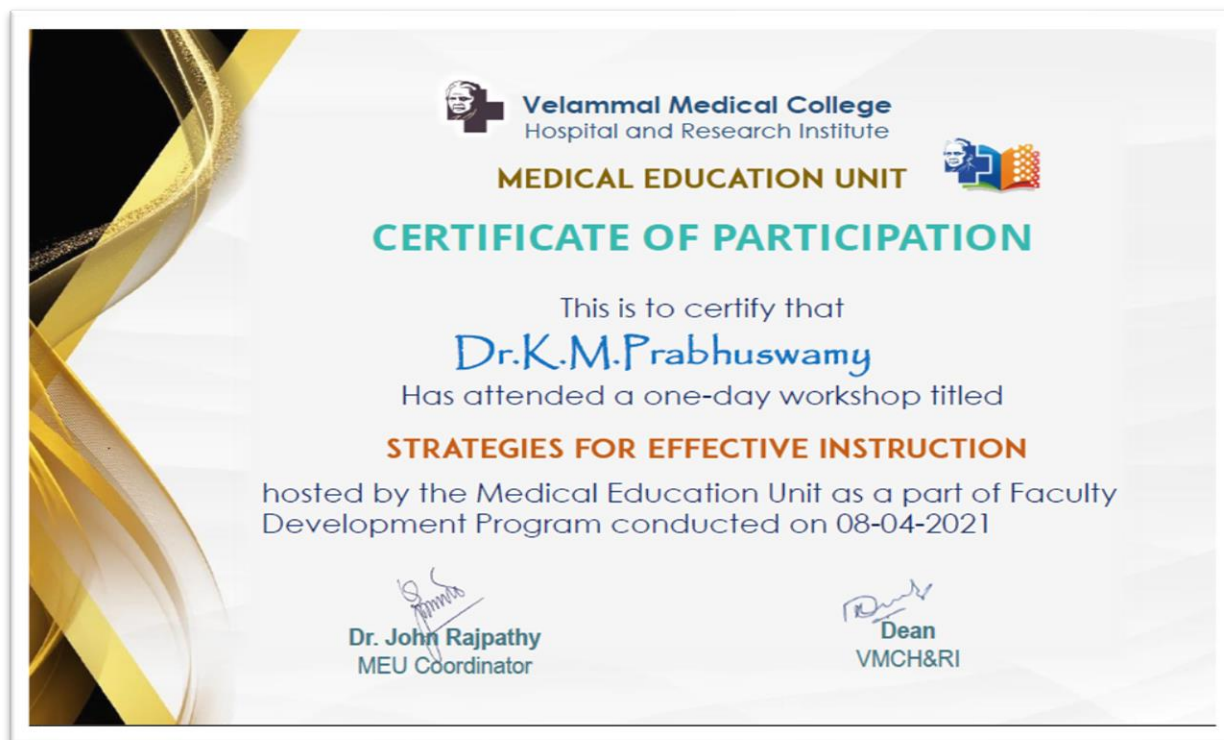 Velammal Medical College
Hospital and Research Institute
MEDICAL EDUCATION UNIT
CERTIFICATE OF PARTICIPATION
This is to certify that
Dr.K.M.Prabhuswamy
Has attended a one-day workshop titled
STRATEGIES FOR EFFECTIVE INSTRUCTION
hosted by the Medical Education Unit as a part of Faculty
Development Program conducted on 08-04-2021
Dr. John Rajpathy
MEU Coordinator
Dean
VMCH&RI